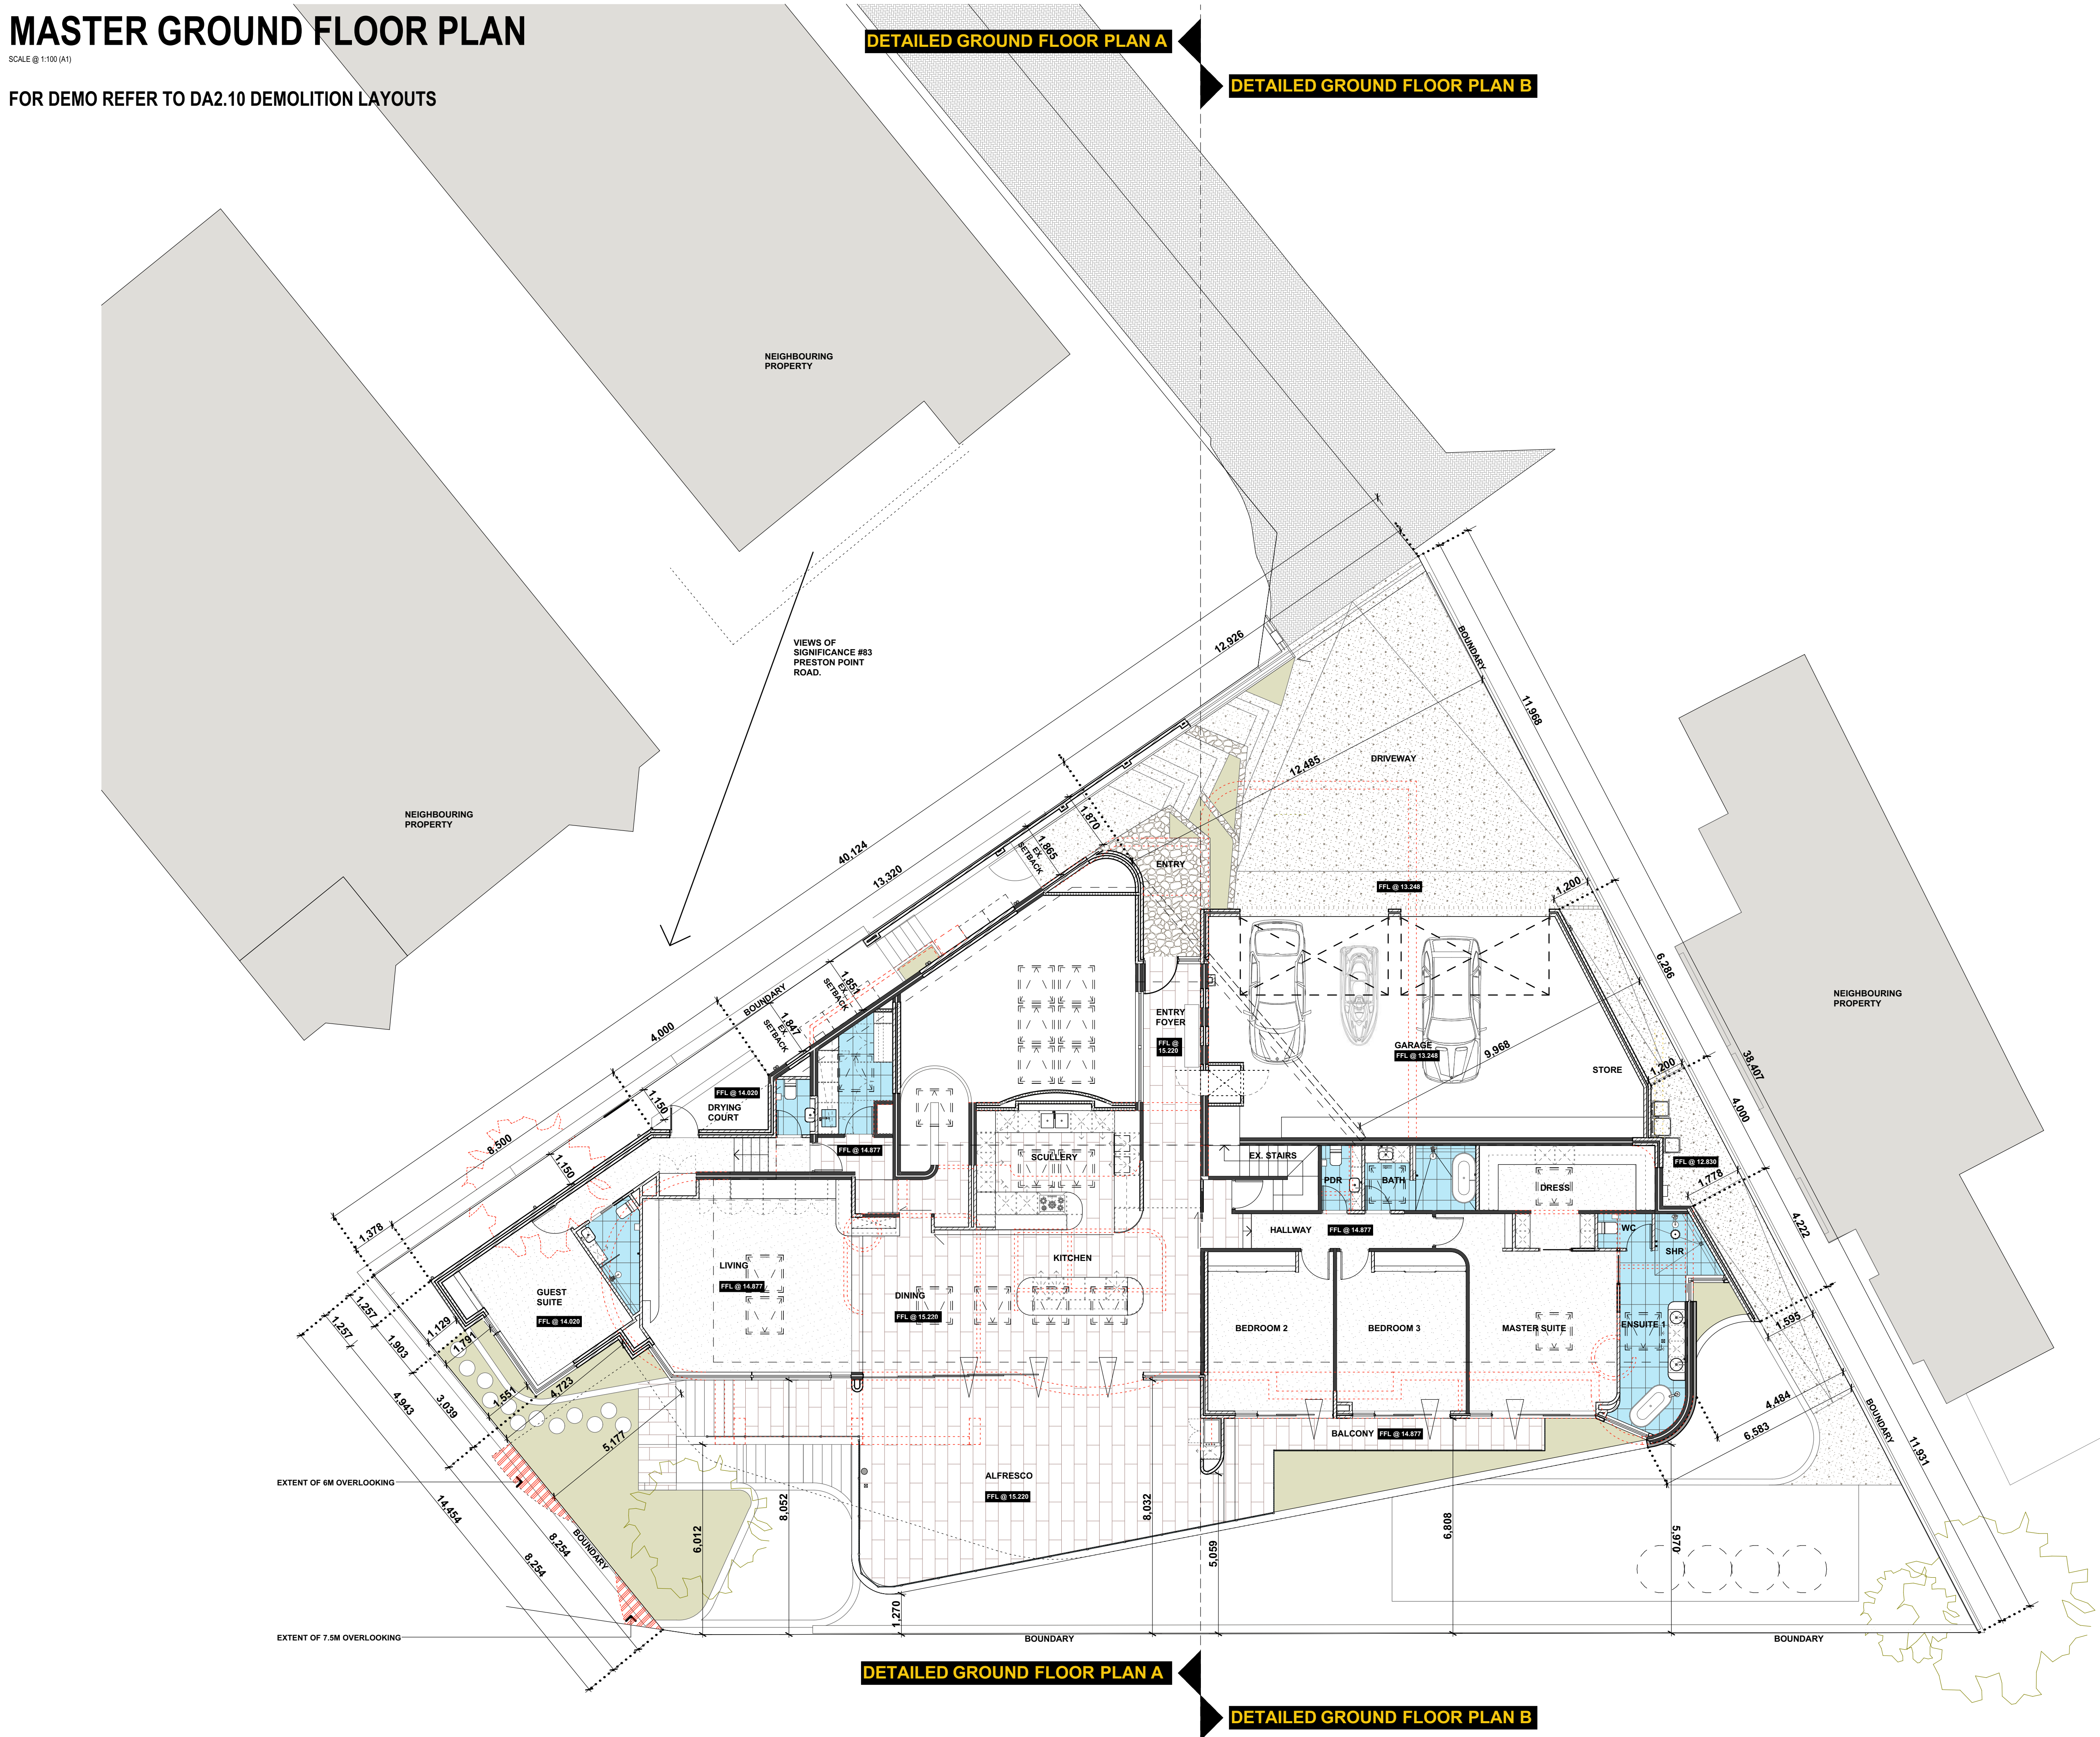 MASTER GROUND FLOOR PLAN
SCALE @ 1:100 (A1)
FOR DEMO REFER TO DA2.10 DEMOLITION LAYOUTS
DETAILED GROUND FLOOR PLAN A
DETAILED GROUND FLOOR PLAN B
NEIGHBOURING
PROPERTY
VIEWS OF
SIGNIFICANCE #83
PRESTON POINT
ROAD.
12,926
BOUNDARY
11,968
NEIGHBOURING
PROPERTY
12,485
DRIVEWAY
1,870
1,865
EX.
SETBACK
40,124
13,320
ENTRY
FFL @ 13.248
1,200
6,286
NEIGHBOURING
PROPERTY
1,851
EX.
SETBACK
BOUNDARY
1,847
EX.
SETBACK
4,000
ENTRY
FOYER
FFL @
15.220
GARAGE
FFL @ 13.248
9,968
STORE
1,200
38,407
4,000
FFL @ 14.020
DRYING
COURT
1,150
8,500
1,150
FFL @ 14.877
SCULLERY
EX. STAIRS
PDR
BATH
DRESS
FFL @ 12.830
1,778
4,222
1,378
HALLWAY
FFL @ 14.877
WC
SHR
KITCHEN
LIVING
FFL @ 14.877
GUEST
SUITE
FFL @ 14.020
DINING
FFL @ 15.220
BEDROOM 2
BEDROOM 3
MASTER SUITE
ENSUITE 1
1,595
1,257
1,257
1,903
1,129
1,791
1,551
4,723
4,943
3,039
5,177
4,484
6,583
BOUNDARY
11,931
BALCONY
FFL @ 14.877
ALFRESCO
FFL @ 15.220
EXTENT OF 6M OVERLOOKING
14,454
8,254
8,254
BOUNDARY
6,012
8,052
8,032
5,059
6,808
5,970
1,270
EXTENT OF 7.5M OVERLOOKING
BOUNDARY
BOUNDARY
DETAILED GROUND FLOOR PLAN A
DETAILED GROUND FLOOR PLAN B